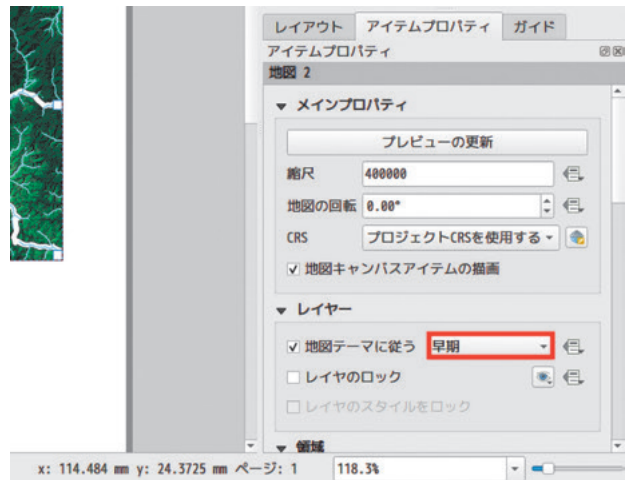 レイアウト アイテムプロパティ ガイド
アイテムプロパティ
地図 2
▼ メインプロパティ
プレビューの更新
縮尺 400000
地図の回転 0.00°
CRS プロジェクトCRSを使用する
地図キャンバスアイテムの描画
▼ レイヤー
地図テーマに従う 早期
レイヤのロック
レイヤのスタイルをロック
▼ 領域
x: 114.484 mm y: 24.3725 mm ページ: 1 118.3%